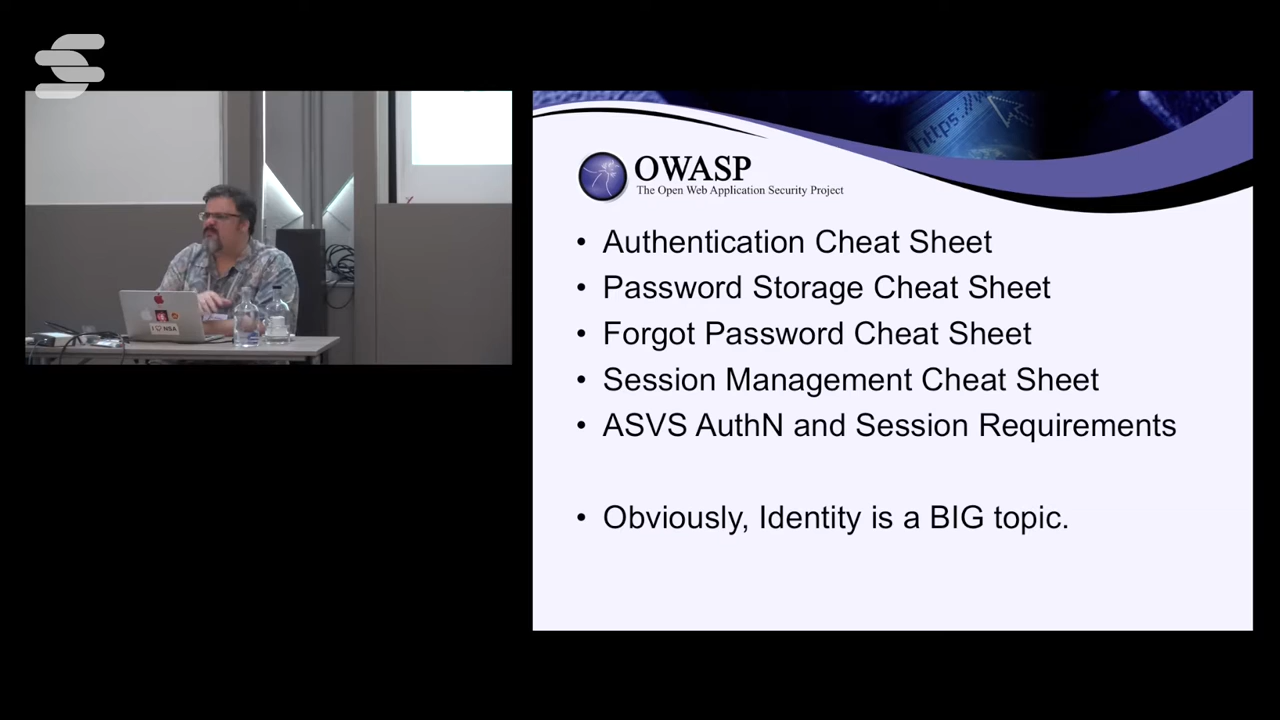 https://w
OWASP
The Open Web Application Security Project
• Authentication Cheat Sheet
• Password Storage Cheat Sheet
• Forgot Password Cheat Sheet
• Session Management Cheat Sheet
• ASVS AuthN and Session Requirements
• Obviously, Identity is a BIG topic.
I ♡ NSA